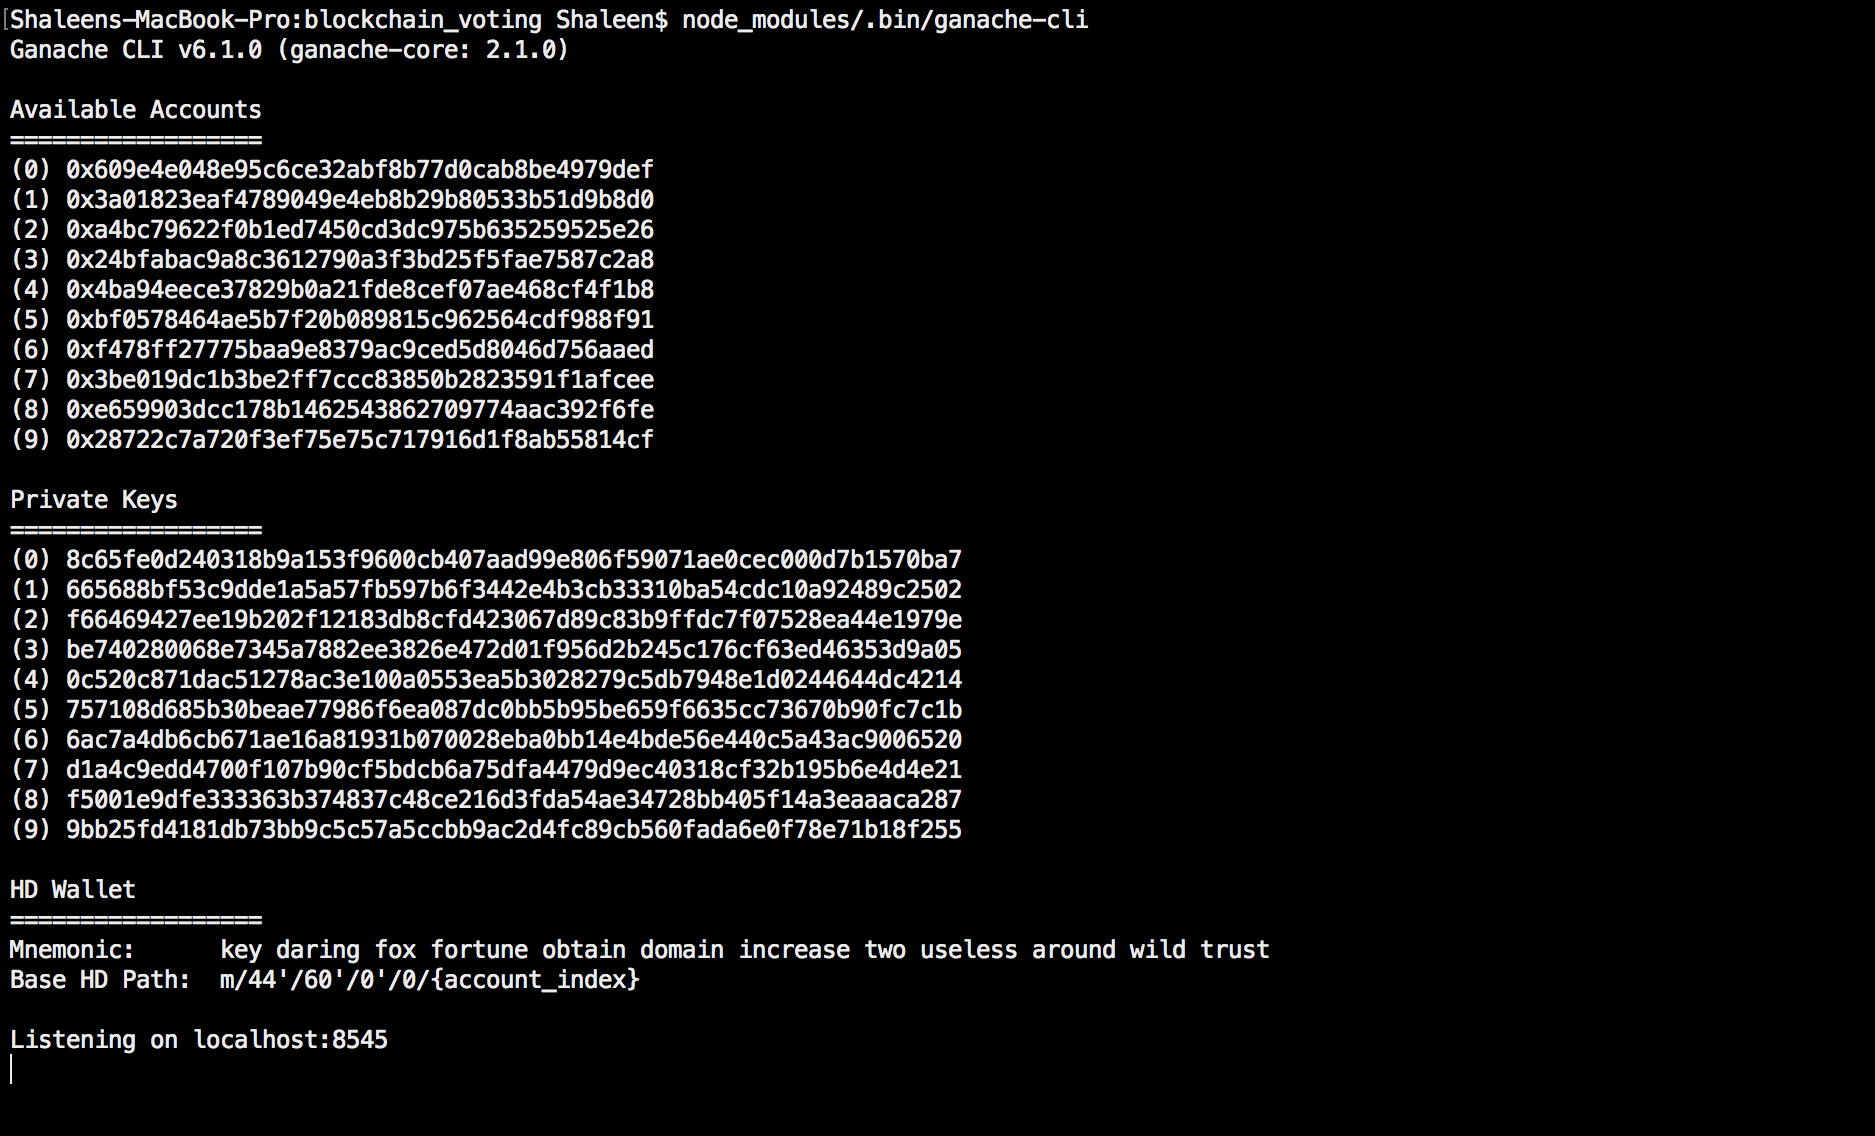 Shaleens-MacBook-Pro:blockchain_voting Shaleen$ node_modules/.bin/ganache-cli
Ganache CLI v6.1.0 (ganache-core: 2.1.0)
Available Accounts
==================
(0) 0x609e4e048e95c6ce32abf8b77d0cab8be4979def
(1) 0x3a01823eaf4789049e4eb8b29b80533b51d9b8d0
(2) 0xa4bc79622f0b1ed7450cd3dc975b635259525e26
(3) 0x24bfabac9a8c3612790a3f3bd25f5fae7587c2a8
(4) 0x4ba94eece37829b0a21fde8cef07ae468cf4f1b8
(5) 0xbf0578464ae5b7f20b089815c962564cdf988f91
(6) 0xf478ff27775baa9e8379ac9ced5d8046d756aaed
(7) 0x3be019dc1b3be2ff7ccc83850b2823591f1afcee
(8) 0xe659903dcc178b1462543862709774aac392f6fe
(9) 0x28722c7a720f3ef75e75c717916d1f8ab55814cf
Private Keys
==================
(0) 8c65fe0d240318b9a153f9600cb407aad99e806f59071ae0cec000d7b1570ba7
(1) 665688bf53c9dde1a5a57fb597b6f3442e4b3cb33310ba54cdc10a92489c2502
(2) f66469427ee19b202f12183db8cfd423067d89c83b9ffdc7f07528ea44e1979e
(3) be740280068e7345a7882ee3826e472d01f956d2b245c176cf63ed46353d9a05
(4) 0c520c871dac51278ac3e100a0553ea5b3028279c5db7948e1d0244644dc4214
(5) 757108d685b30beae77986f6ea087dc0bb5b95be659f6635cc73670b90fc7c1b
(6) 6ac7a4db6cb671ae16a81931b070028eba0bb14e4bde56e440c5a43ac9006520
(7) d1a4c9edd4700f107b90cf5bdcb6a75dfa4479d9ec40318cf32b195b6e4d4e21
(8) f5001e9dfe333363b374837c48ce216d3fda54ae34728bb405f14a3eaaaca287
(9) 9bb25fd4181db73bb9c5c57a5ccbb9ac2d4fc89cb560fada6e0f78e71b18f255
HD Wallet
==================
Mnemonic:      key daring fox fortune obtain domain increase two useless around wild trust
Base HD Path:  m/44'/60'/0'/0/{account_index}
Listening on localhost:8545